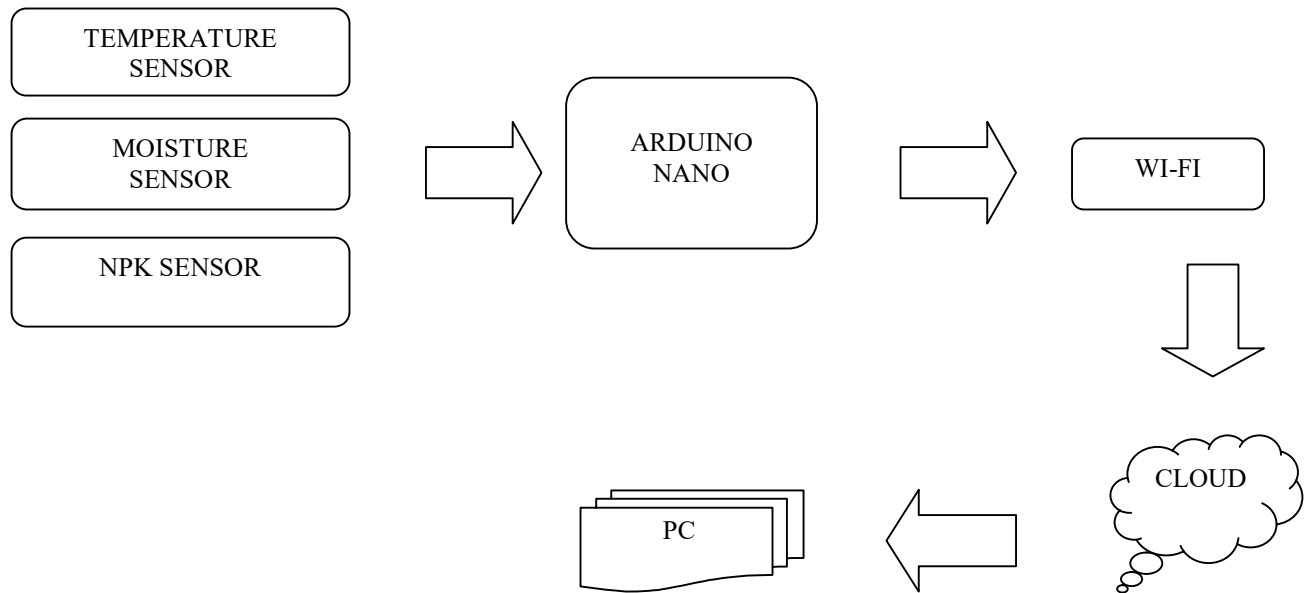 TEMPERATURE
SENSOR
MOISTURE
SENSOR
NPK SENSOR
ARDUINO
NANO
WI-FI
CLOUD
PC